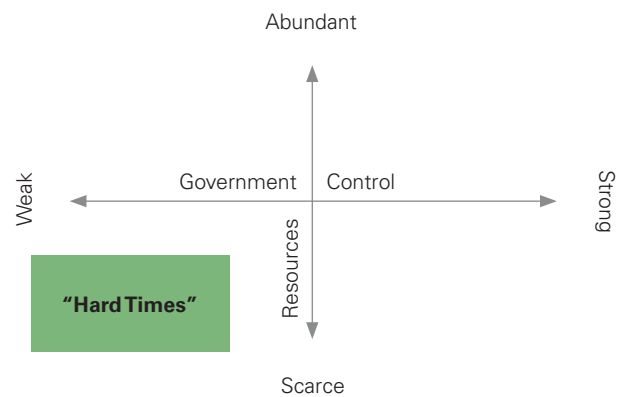 Abundant
Weak
Government Control
Strong
Resources
“Hard Times”
Scarce